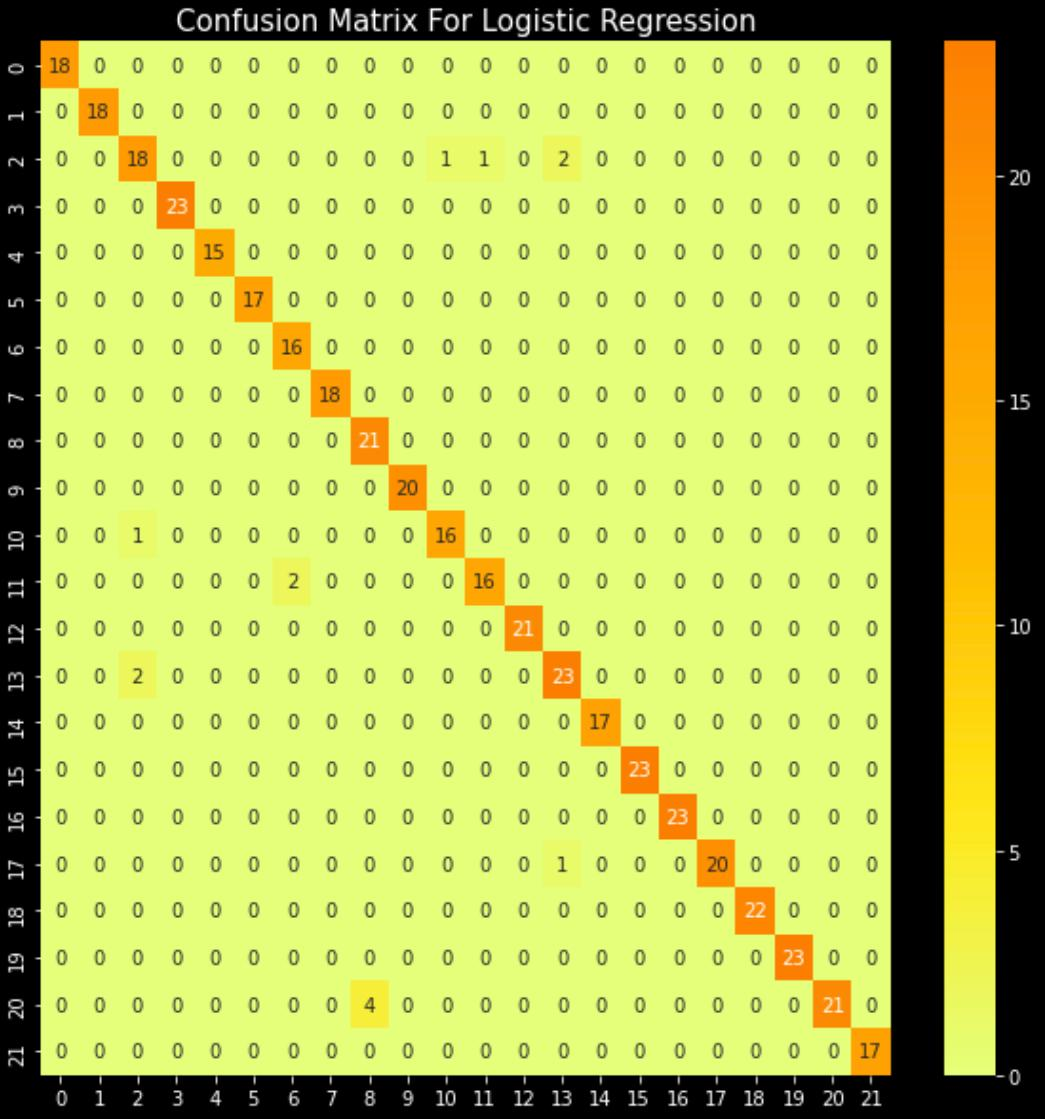 Confusion Matrix For Logistic Regression
0 18 0 0 0 0 0 0 0 0 0 0 0 0 0 0 0 0 0 0 0 0 0
1 0 18 0 0 0 0 0 0 0 0 0 0 0 0 0 0 0 0 0 0 0 0
2 0 0 18 0 0 0 0 0 0 0 1 1 0 2 0 0 0 0 0 0 0 0
20
3 0 0 0 23 0 0 0 0 0 0 0 0 0 0 0 0 0 0 0 0 0 0
4 0 0 0 0 15 0 0 0 0 0 0 0 0 0 0 0 0 0 0 0 0 0
5 0 0 0 0 0 17 0 0 0 0 0 0 0 0 0 0 0 0 0 0 0 0
6 0 0 0 0 0 0 16 0 0 0 0 0 0 0 0 0 0 0 0 0 0 0
7 0 0 0 0 0 0 0 18 0 0 0 0 0 0 0 0 0 0 0 0 0 0
15
8 0 0 0 0 0 0 0 0 21 0 0 0 0 0 0 0 0 0 0 0 0 0
9 0 0 0 0 0 0 0 0 0 20 0 0 0 0 0 0 0 0 0 0 0 0
10 0 0 1 0 0 0 0 0 0 0 16 0 0 0 0 0 0 0 0 0 0 0
11 0 0 0 0 0 0 2 0 0 0 0 16 0 0 0 0 0 0 0 0 0 0
12 0 0 0 0 0 0 0 0 0 0 0 0 21 0 0 0 0 0 0 0 0 0
10
13 0 0 2 0 0 0 0 0 0 0 0 0 0 23 0 0 0 0 0 0 0 0
14 0 0 0 0 0 0 0 0 0 0 0 0 0 0 17 0 0 0 0 0 0 0
15 0 0 0 0 0 0 0 0 0 0 0 0 0 0 0 23 0 0 0 0 0 0
16 0 0 0 0 0 0 0 0 0 0 0 0 0 0 0 0 23 0 0 0 0 0
17 0 0 0 0 0 0 0 0 0 0 0 0 0 1 0 0 0 20 0 0 0 0
5
18 0 0 0 0 0 0 0 0 0 0 0 0 0 0 0 0 0 0 22 0 0 0
19 0 0 0 0 0 0 0 0 0 0 0 0 0 0 0 0 0 0 0 23 0 0
20 0 0 0 0 0 0 0 0 4 0 0 0 0 0 0 0 0 0 0 0 21 0
21 0 0 0 0 0 0 0 0 0 0 0 0 0 0 0 0 0 0 0 0 0 17
0
0 1 2 3 4 5 6 7 8 9 10 11 12 13 14 15 16 17 18 19 20 21